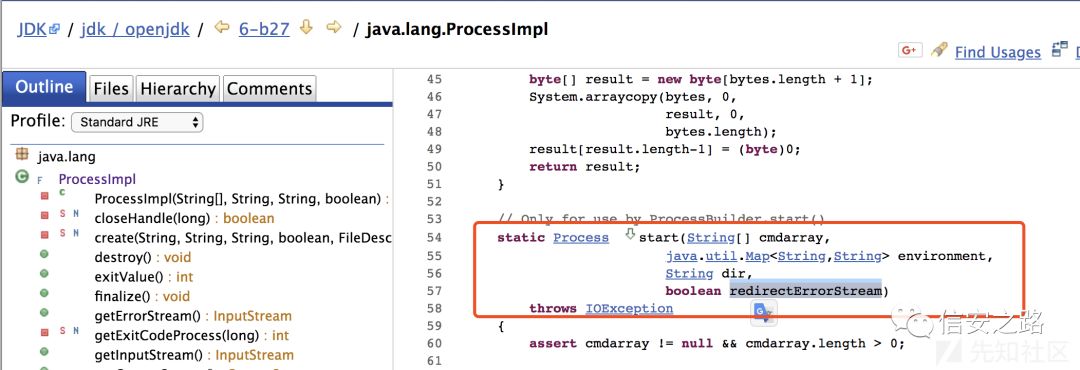 JDK / jdk / openjdk / 6-b27 / java.lang.ProcessImpl
G+ Find Usages
Outline Files Hierarchy Comments
Profile: Standard JRE
java.lang
C F ProcessImpl
C ProcessImpl(String[], String, String, boolean) :
S N closeHandle(long) : boolean
S N create(String, String, String, boolean, FileDesc
destroy() : void
exitValue() : int
finalize() : void
getErrorStream() : InputStream
S N getExitCodeProcess(long) : int
getInputStream() : InputStream
45 byte[] result = new byte[bytes.length + 1];
46 System.arraycopy(bytes, 0,
47 result, 0,
48 bytes.length);
49 result[result.length-1] = (byte)0;
50 return result;
51 }
52
53 // Only for use by ProcessBuilder.start()
54 static Process start(String[] cmdarray,
55 java.util.Map<String,String> environment,
56 String dir,
57 boolean redirectErrorStream)
58 throws IOException
59 {
60 assert cmdarray != null && cmdarray.length > 0;
61
信安之路
先知社区